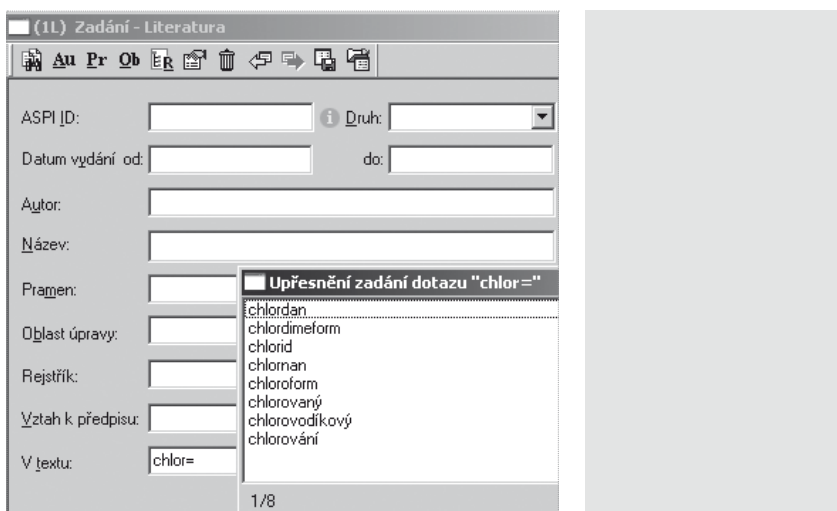 (1L) Zadání - Literatura
Au Pr Ob ER
ASPI ID:
Druh:
Datum vydání od:
do:
Autor:
Název:
Pramen:
Upřesnění zadání dotazu "chlor="
chlordan
chlordimeform
Oblast úpravy:
chlorid
chlornan
Rejstřík:
chloroform
chlorovaný
Vztah k předpisu:
chlorovodíkový
chlorování
V textu:
chlor=
1/8